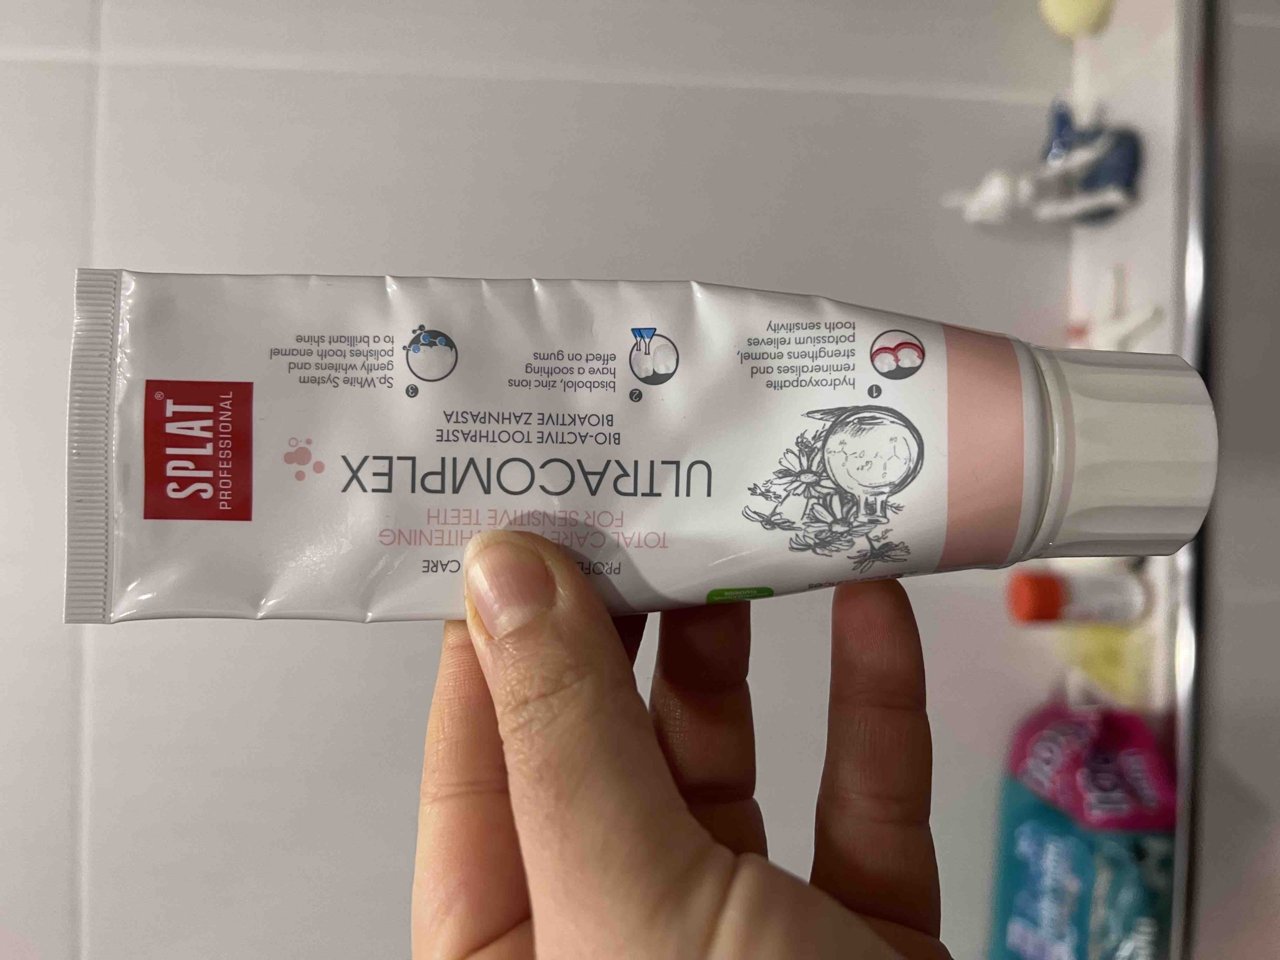 SPLAT
PROFESSIONAL
®
CARE
TOTAL CARE
FOR SENSITIVE TEETH
ULTRACOMPLEX
BIO-ACTIVE TOOTHPASTE
BIOAKTIVE ZAHNPASTA
1
hydroxyapatite
remineralises and
strengthens enamel,
potassium relieves
tooth sensitivity
2
bisabolol, zinc ions
have a soothing
effect on gums
3
Sp.White System
gently whitens and
polishes tooth enamel
to a brilliant shine